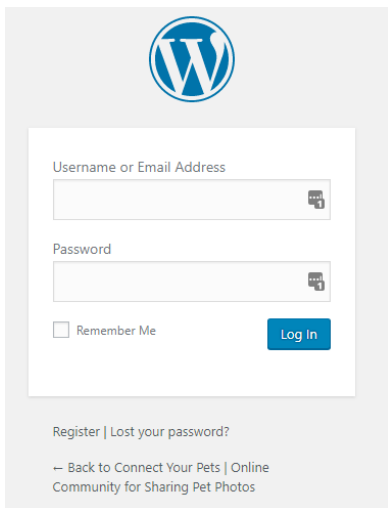 Username or Email Address
Password
Remember Me
Log In
Register | Lost your password?
← Back to Connect Your Pets | Online
Community for Sharing Pet Photos